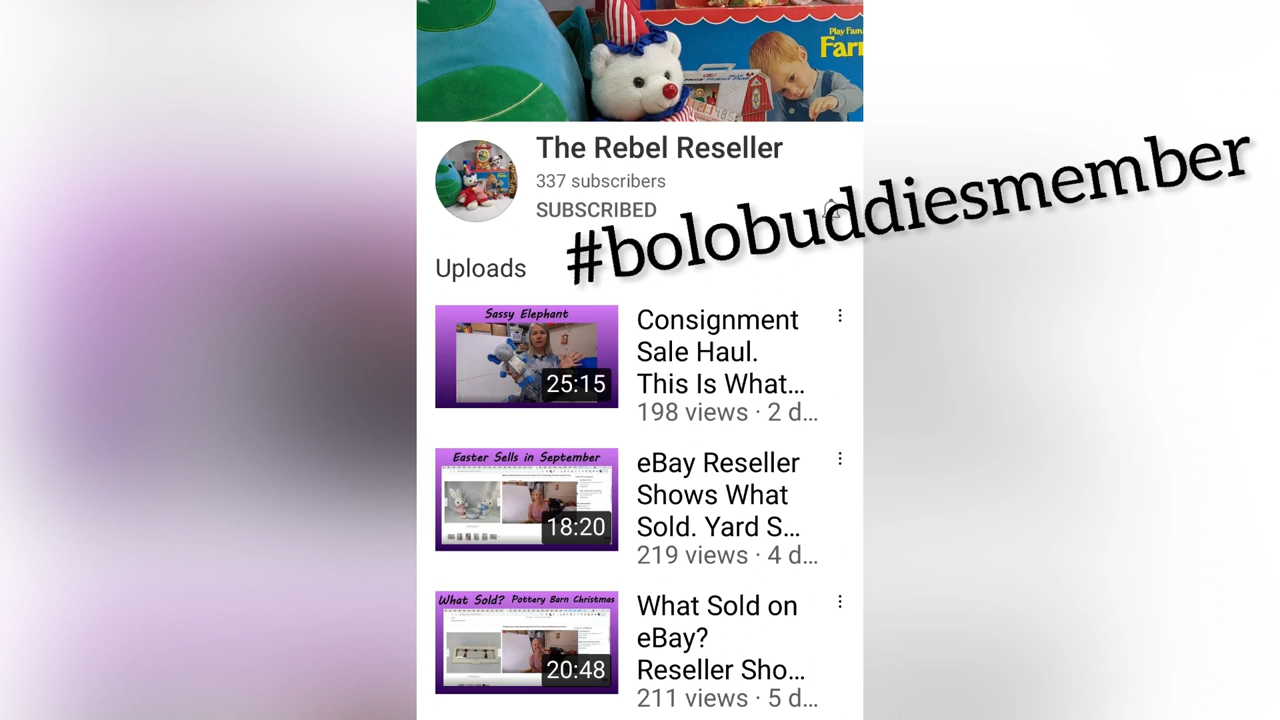 Play Fam
Farm
The Rebel Reseller
337 subscribers
SUBSCRIBED
#bolobuddiesmember
Uploads
Sassy Elephant
25:15
Consignment
Sale Haul.
This Is What...
198 views · 2 d...
Easter Sells in September
18:20
eBay Reseller
Shows What
Sold. Yard S...
219 views · 4 d...
What Sold? Pottery Barn Christmas
20:48
What Sold on
eBay?
Reseller Sho...
211 views · 5 d...